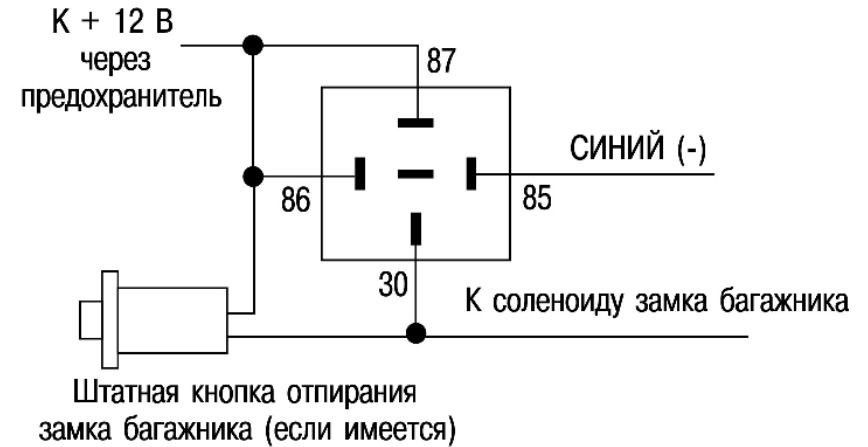 К + 12 В
через
предохранитель
87
СИНИЙ (-)
86
85
30
К соленоиду замка багажника
Штатная кнопка отпирания
замка багажника (если имеется)